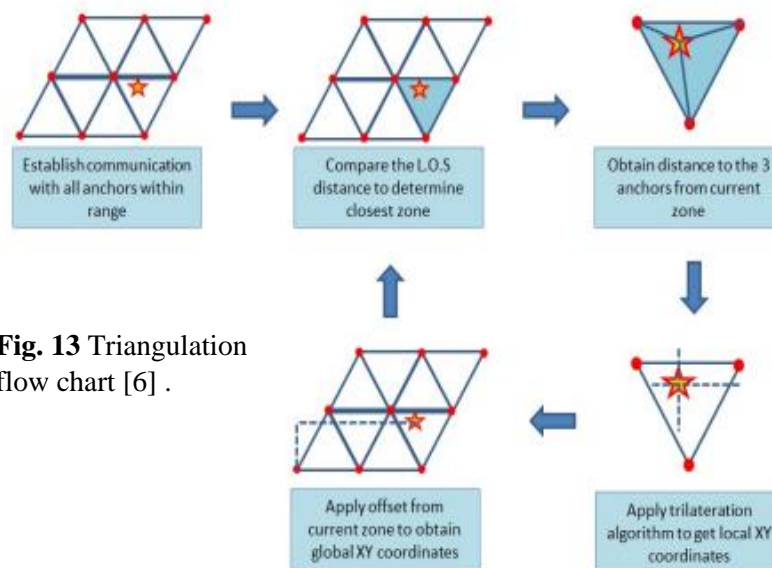 Establish communication
with all anchors within
range
Compare the L.O.S
distance to determine
closest zone
Obtain distance to the 3
anchors from current
zone
Fig. 13 Triangulation
flow chart [6] .
Apply offset from
current zone to obtain
global XY coordinates
Apply trilateration
algorithm to get local XY
coordinates